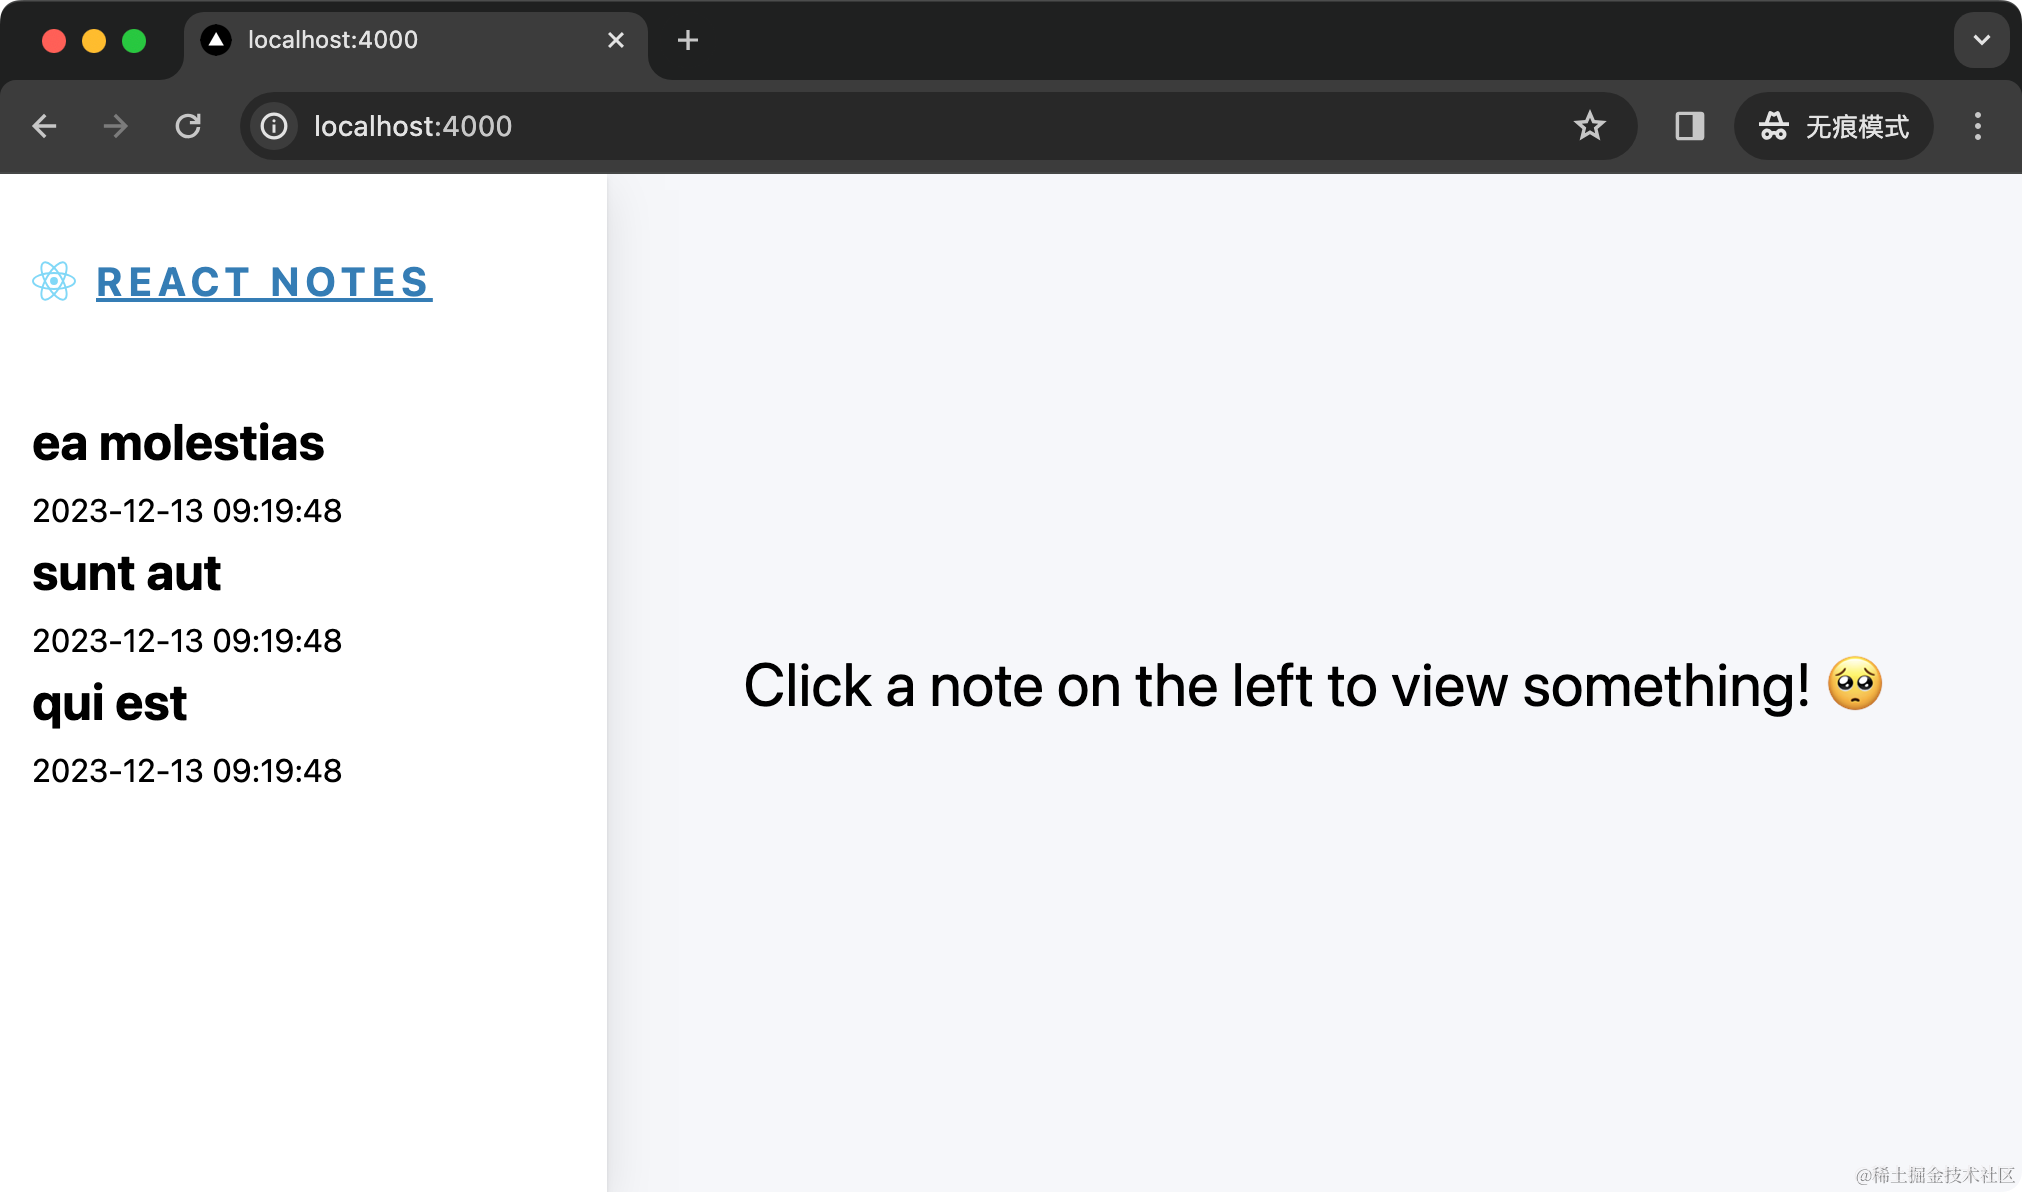 localhost:4000
localhost:4000
无痕模式
REACT NOTES
ea molestias
2023-12-13 09:19:48
sunt aut
2023-12-13 09:19:48
qui est
2023-12-13 09:19:48
Click a note on the left to view something! 🥺
@稀土掘金技术社区